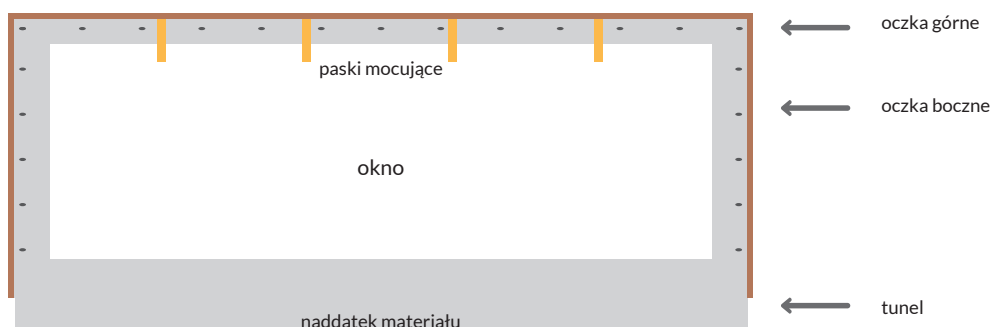 oczka górne
paski mocujące
oczka boczne
okno
tunel
naddatek materiału